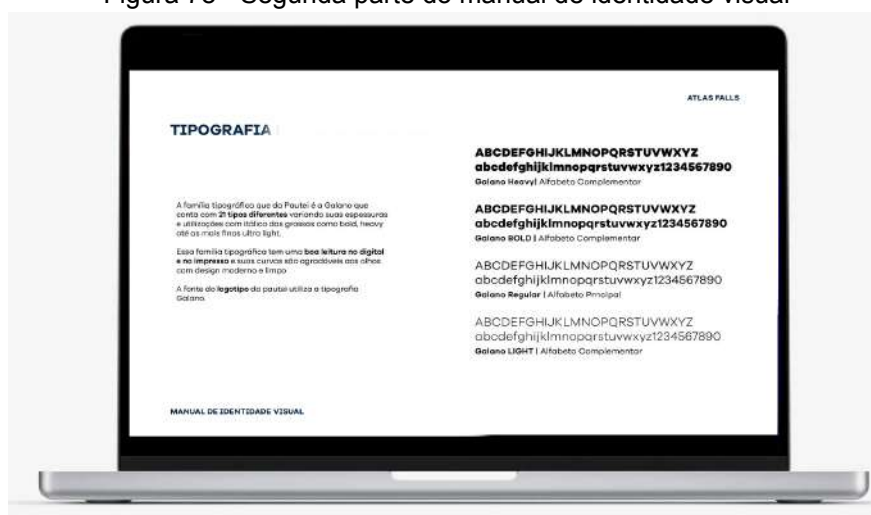 Figura 76 - Segunda parte do manual de identidade visual
ATLAS FALLS
TIPOGRAFIA
A família tipográfica que da Pautei é a Galano que
conta com 21 tipos diferentes variando suas espessuras
e utilizações com itálico das grossas como bold, heavy
até as mais finas ultra light.
Essa família tipográfica tem uma boa leitura no digital
e no impresso e suas curvas são agradáveis aos olhos
com design moderno e limpo
A fonte do logotipo da pautei utiliza a tipografia
Galano.
ABCDEFGHIJKLMNOPQRSTUVWXYZ
abcdefghijklmnopqrstuvwxyz1234567890
Galano Heavy| Alfabeto Complementar
ABCDEFGHIJKLMNOPQRSTUVWXYZ
abcdefghijklmnopqrstuvwxyz1234567890
Galano BOLD | Alfabeto Complementar
ABCDEFGHIJKLMNOPQRSTUVWXYZ
abcdefghijklmnopqrstuvwxyz1234567890
Galano Regular | Alfabeto Principal
ABCDEFGHIJKLMNOPQRSTUVWXYZ
abcdefghijklmnopqrstuvwxyz1234567890
Galano LIGHT | Alfabeto Complementar
MANUAL DE IDENTIDADE VISUAL